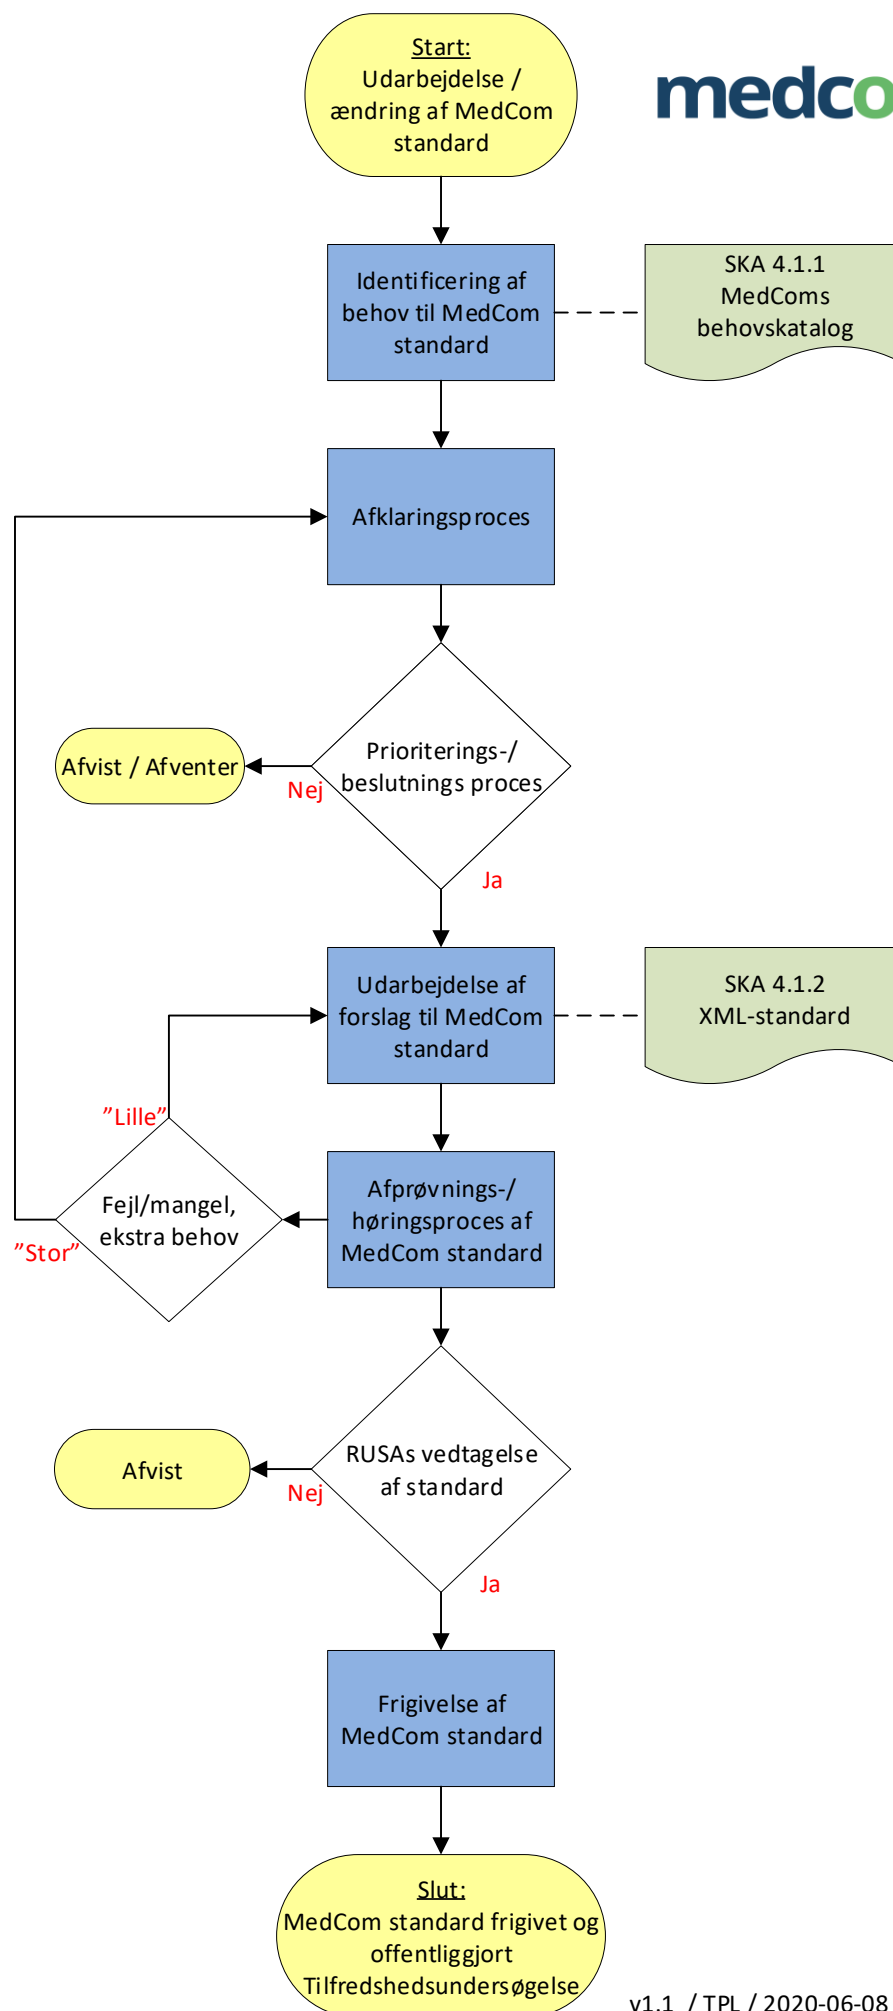 Start:
Udarbejdelse /
ændring af MedCom
standard
medco
Identificering af
behov til MedCom
standard
SKA 4.1.1
MedComs
behovskatalog
Afklaringsproces
Prioriterings-/
beslutnings proces
Afvist / Afventer
Nej
Ja
Udarbejdelse af
forslag til MedCom
standard
SKA 4.1.2
XML-standard
”Lille”
Fejl/mangel,
ekstra behov
”Stor”
Afprøvnings-/
høringsproces af
MedCom standard
RUSAs vedtagelse
af standard
Afvist
Nej
Ja
Frigivelse af
MedCom standard
Slut:
MedCom standard frigivet og
offentliggjort
Tilfredshedsundersøgelse
v1.1 / TPL / 2020-06-08